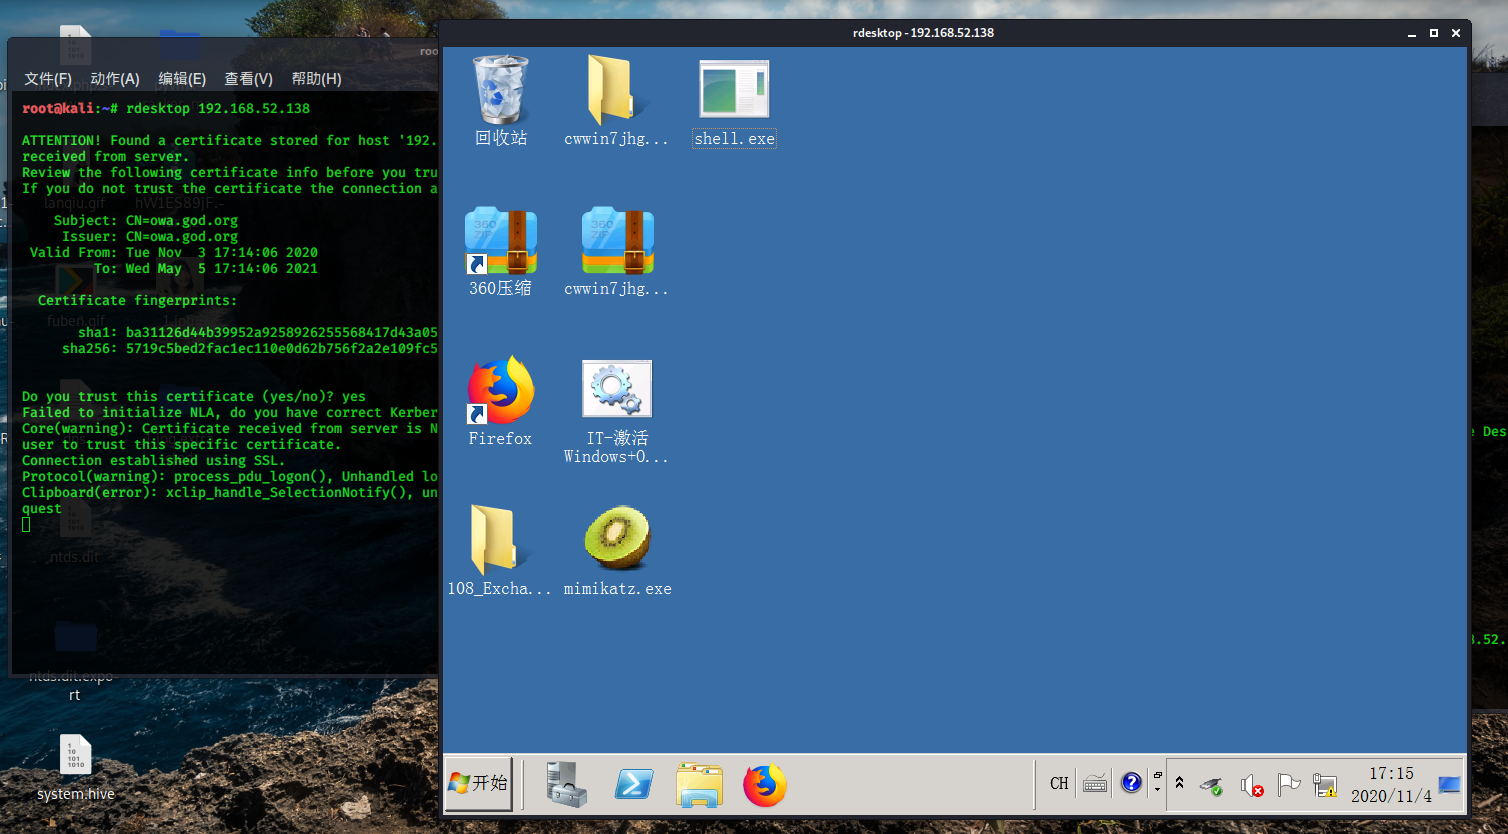 rdesktop - 192.168.52.138
文件(F) 动作(A) 编辑(E) 查看(V) 帮助(H)
root@kali:~# rdesktop 192.168.52.138
ATTENTION! Found a certificate stored for host '192.
received from server.
Review the following certificate info before you tru
If you do not trust the certificate the connection a
Subject: CN=owa.god.org
Issuer: CN=owa.god.org
Valid From: Tue Nov  3 17:14:06 2020
To: Wed May  5 17:14:06 2021
Certificate fingerprints:
sha1: ba31126d44b39952a9258926255568417d43a05
sha256: 5719c5bed2fac1ec110e0d62b756f2a2e109fc5
Do you trust this certificate (yes/no)? yes
Failed to initialize NLA, do you have correct Kerber
Core(warning): Certificate received from server is N
user to trust this specific certificate.
Connection established using SSL.
Protocol(warning): process_pdu_logon(), Unhandled lo
Clipboard(error): xclip_handle_SelectionNotify(), un
quest
lanqiu.gif
fuben.gif
ntds.dit
ntds.dit.expo
rt
system.hive
回收站
cwwin7jhg...
shell.exe
360压缩
cwwin7jhg...
Firefox
IT-激活
Windows+O...
108_Excha...
mimikatz.exe
开始
CH
17:15
2020/11/4
e Des
.52.